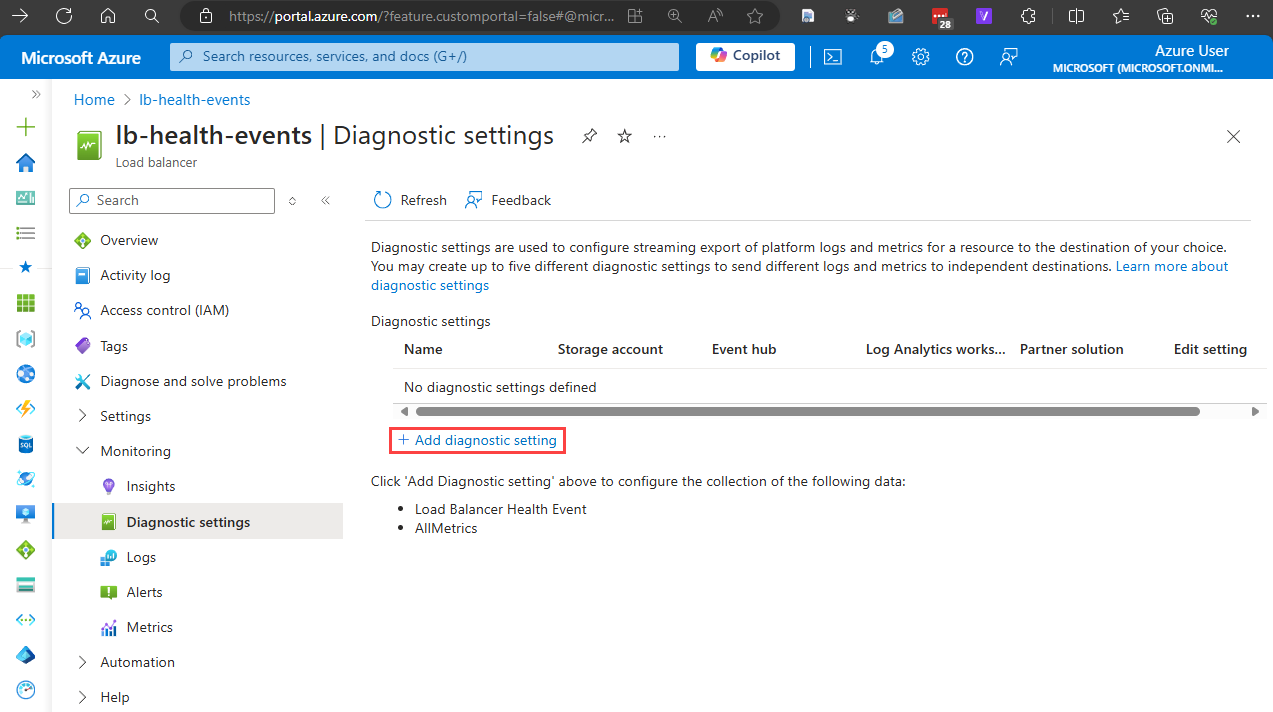 https://portal.azure.com/?feature.customportal=false#@micr...
28
Microsoft Azure
Search resources, services, and docs (G+/)
Copilot
5
Azure User
MICROSOFT (MICROSOFT.ONMI...
Home > lb-health-events
lb-health-events | Diagnostic settings
Load balancer
Search
Refresh
Feedback
Overview
Activity log
Access control (IAM)
Tags
Diagnose and solve problems
Settings
Monitoring
Insights
Diagnostic settings
Logs
Alerts
Metrics
Automation
Help
Diagnostic settings are used to configure streaming export of platform logs and metrics for a resource to the destination of your choice.
You may create up to five different diagnostic settings to send different logs and metrics to independent destinations. Learn more about
diagnostic settings
Diagnostic settings
Name Storage account Event hub Log Analytics works... Partner solution Edit setting
No diagnostic settings defined
+ Add diagnostic setting
Click 'Add Diagnostic setting' above to configure the collection of the following data:
• Load Balancer Health Event
• AllMetrics
SQL